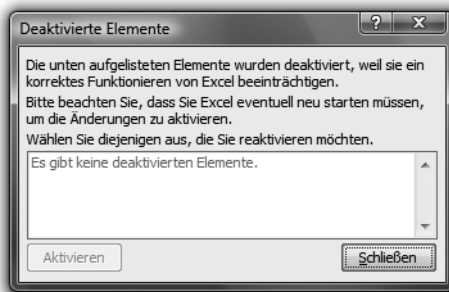 Deaktivierte Elemente
Die unten aufgelisteten Elemente wurden deaktiviert, weil sie ein
korrektes Funktionieren von Excel beeinträchtigen.
Bitte beachten Sie, dass Sie Excel eventuell neu starten müssen,
um die Änderungen zu aktivieren.
Wählen Sie diejenigen aus, die Sie reaktivieren möchten.
Es gibt keine deaktivierten Elemente.
Aktivieren
Schließen